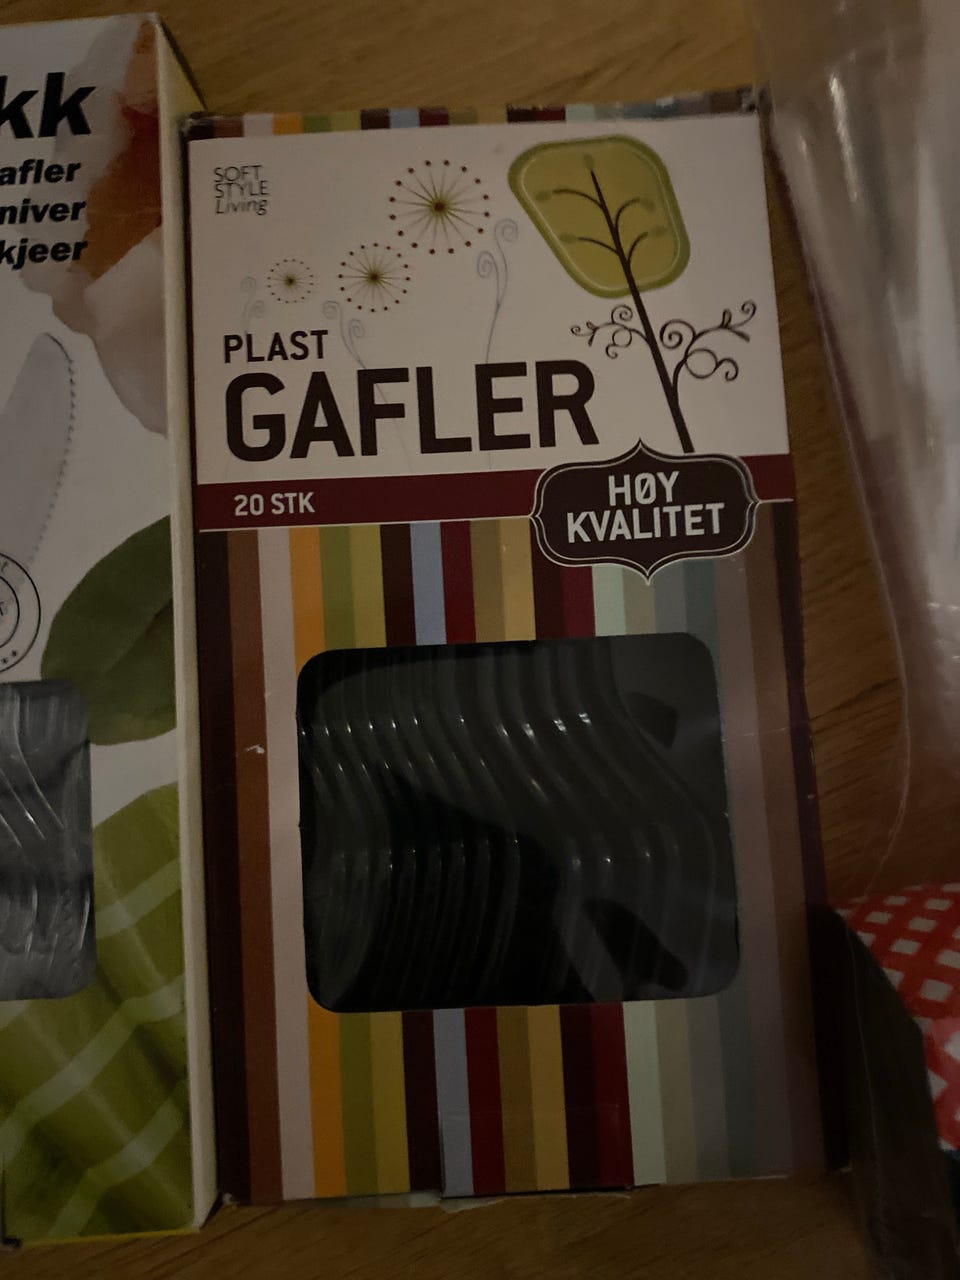 kk
afler
niver
kjeer
SOFT
STYLE
Living
PLAST
GAFLER
20 STK
HØY
KVALITET